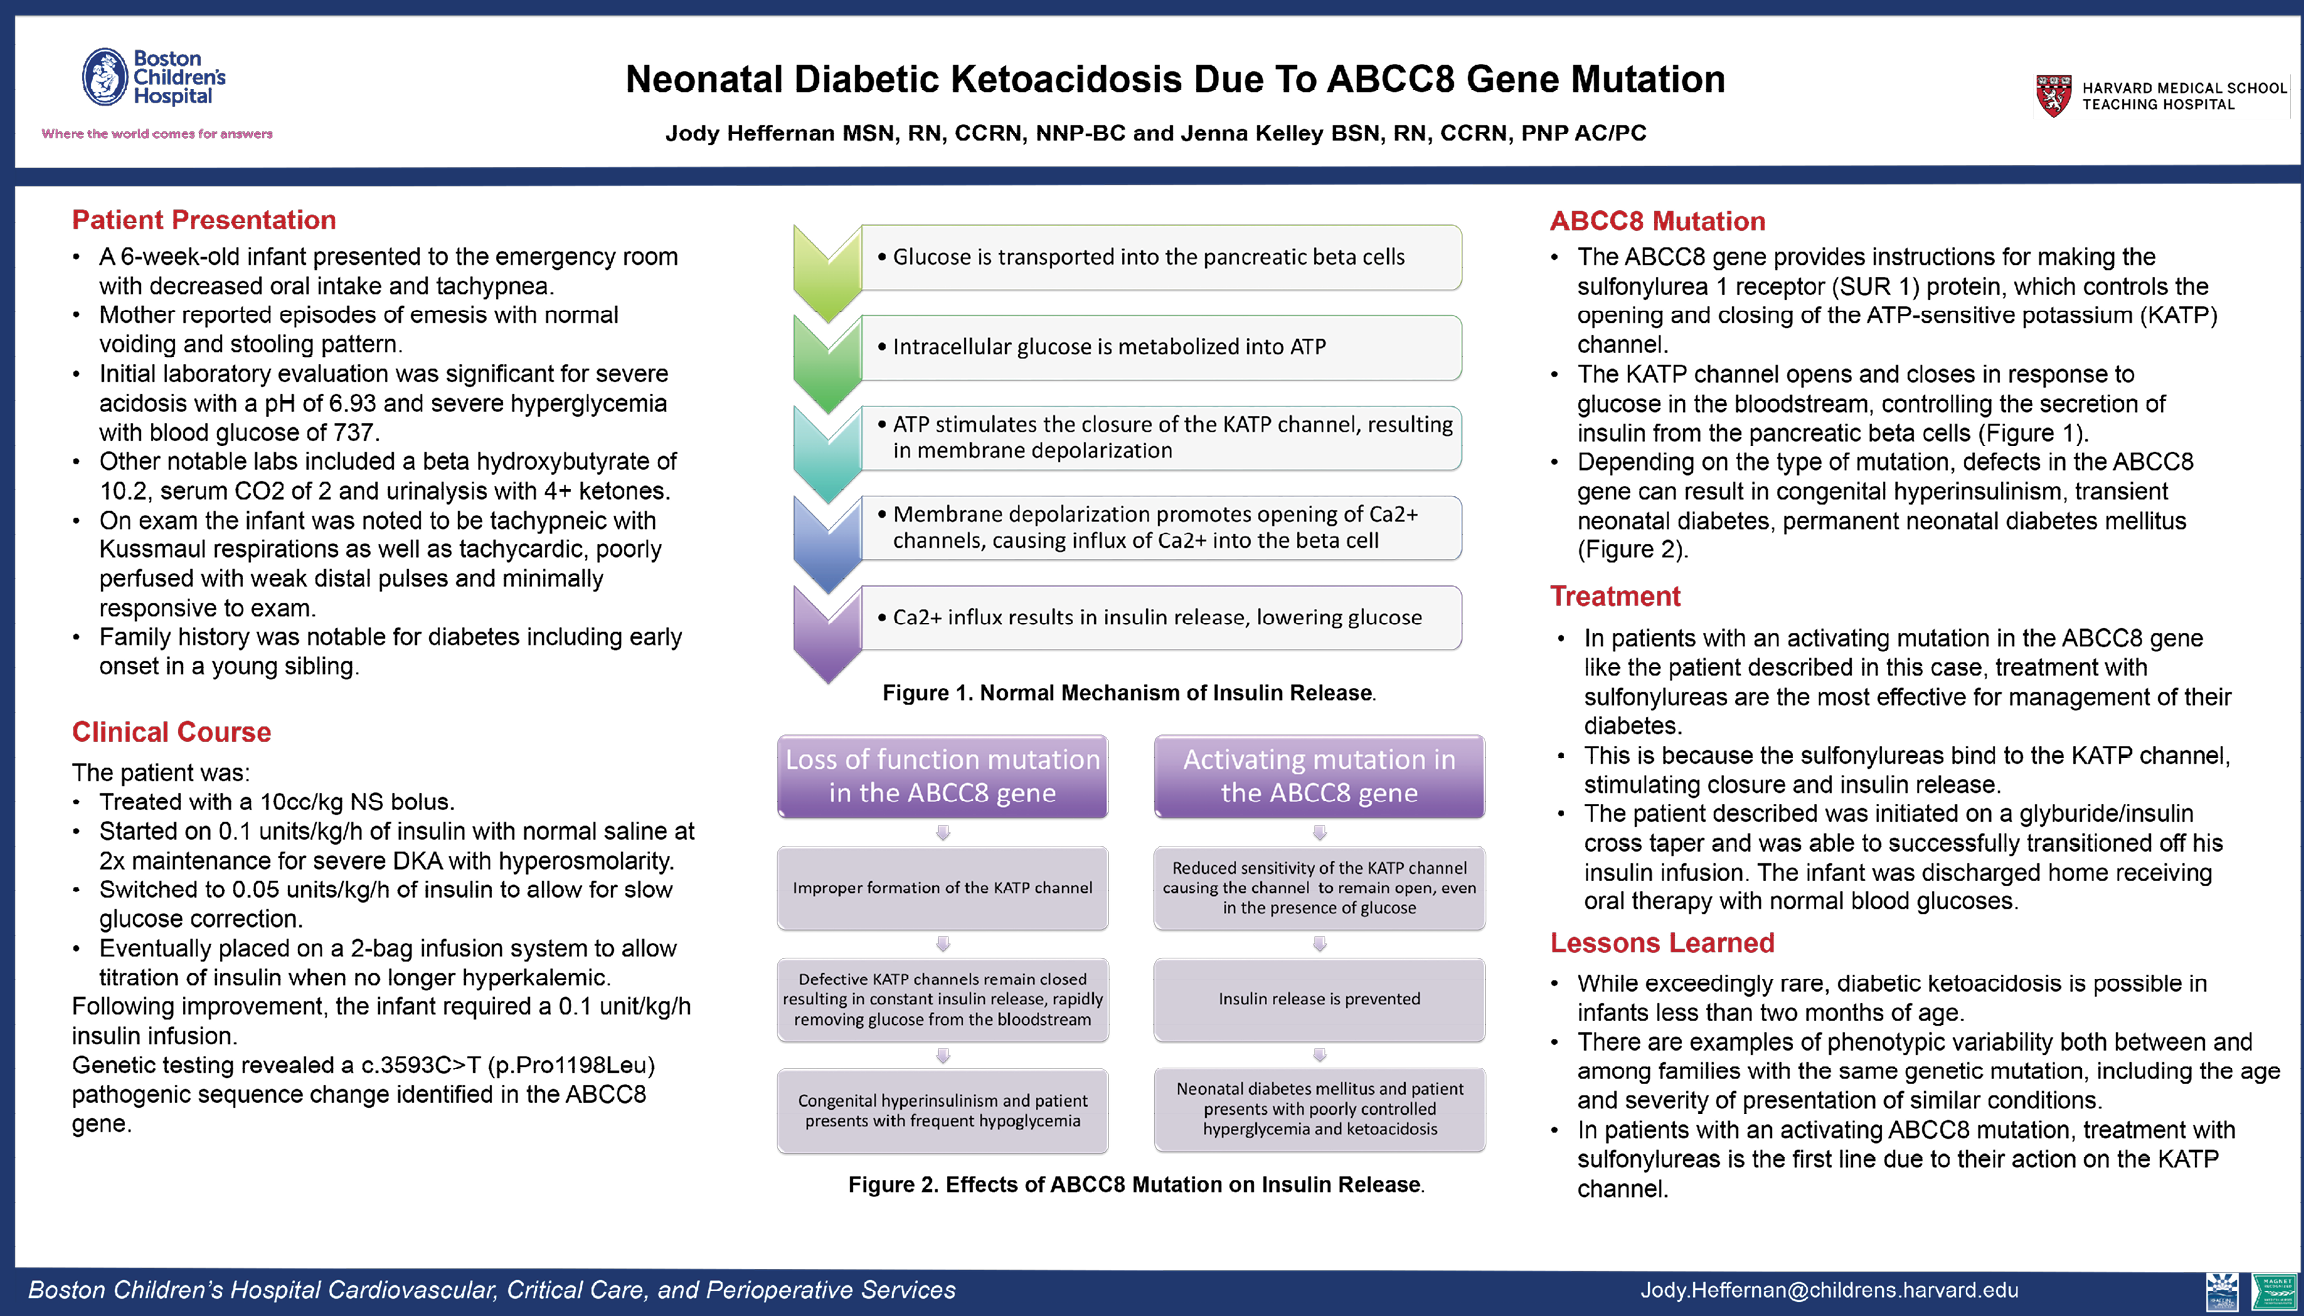 Boston
Children's
Hospital
Where the world comes for answers
Neonatal Diabetic Ketoacidosis Due To ABCC8 Gene Mutation
Jody Heffernan MSN, RN, CCRN, NNP-BC and Jenna Kelley BSN, RN, CCRN, PNP AC/PC
HARVARD MEDICAL SCHOOL
TEACHING HOSPITAL
Patient Presentation
• A 6-week-old infant presented to the emergency room
with decreased oral intake and tachypnea.
• Mother reported episodes of emesis with normal
voiding and stooling pattern.
• Initial laboratory evaluation was significant for severe
acidosis with a pH of 6.93 and severe hyperglycemia
with blood glucose of 737.
• Other notable labs included a beta hydroxybutyrate of
10.2, serum CO2 of 2 and urinalysis with 4+ ketones.
• On exam the infant was noted to be tachypneic with
Kussmaul respirations as well as tachycardic, poorly
perfused with weak distal pulses and minimally
responsive to exam.
• Family history was notable for diabetes including early
onset in a young sibling.
Clinical Course
The patient was:
• Treated with a 10cc/kg NS bolus.
• Started on 0.1 units/kg/h of insulin with normal saline at
2x maintenance for severe DKA with hyperosmolarity.
• Switched to 0.05 units/kg/h of insulin to allow for slow
glucose correction.
• Eventually placed on a 2-bag infusion system to allow
titration of insulin when no longer hyperkalemic.
Following improvement, the infant required a 0.1 unit/kg/h
insulin infusion.
Genetic testing revealed a c.3593C>T (p.Pro1198Leu)
pathogenic sequence change identified in the ABCC8
gene.
• Glucose is transported into the pancreatic beta cells
• Intracellular glucose is metabolized into ATP
• ATP stimulates the closure of the KATP channel, resulting
in membrane depolarization
• Membrane depolarization promotes opening of Ca2+
channels, causing influx of Ca2+ into the beta cell
• Ca2+ influx results in insulin release, lowering glucose
Figure 1. Normal Mechanism of Insulin Release.
Loss of function mutation
in the ABCC8 gene
Improper formation of the KATP channel
Defective KATP channels remain closed
resulting in constant insulin release, rapidly
removing glucose from the bloodstream
Congenital hyperinsulinism and patient
presents with frequent hypoglycemia
Activating mutation in
the ABCC8 gene
Reduced sensitivity of the KATP channel
causing the channel to remain open, even
in the presence of glucose
Insulin release is prevented
Neonatal diabetes mellitus and patient
presents with poorly controlled
hyperglycemia and ketoacidosis
Figure 2. Effects of ABCC8 Mutation on Insulin Release.
ABCC8 Mutation
• The ABCC8 gene provides instructions for making the
sulfonylurea 1 receptor (SUR 1) protein, which controls the
opening and closing of the ATP-sensitive potassium (KATP)
channel.
• The KATP channel opens and closes in response to
glucose in the bloodstream, controlling the secretion of
insulin from the pancreatic beta cells (Figure 1).
• Depending on the type of mutation, defects in the ABCC8
gene can result in congenital hyperinsulinism, transient
neonatal diabetes, permanent neonatal diabetes mellitus
(Figure 2).
Treatment
• In patients with an activating mutation in the ABCC8 gene
like the patient described in this case, treatment with
sulfonylureas are the most effective for management of their
diabetes.
• This is because the sulfonylureas bind to the KATP channel,
stimulating closure and insulin release.
• The patient described was initiated on a glyburide/insulin
cross taper and was able to successfully transitioned off his
insulin infusion. The infant was discharged home receiving
oral therapy with normal blood glucoses.
Lessons Learned
• While exceedingly rare, diabetic ketoacidosis is possible in
infants less than two months of age.
• There are examples of phenotypic variability both between and
among families with the same genetic mutation, including the age
and severity of presentation of similar conditions.
• In patients with an activating ABCC8 mutation, treatment with
sulfonylureas is the first line due to their action on the KATP
channel.
Boston Children's Hospital Cardiovascular, Critical Care, and Perioperative Services
Jody.Heffernan@childrens.harvard.edu
MAGNET